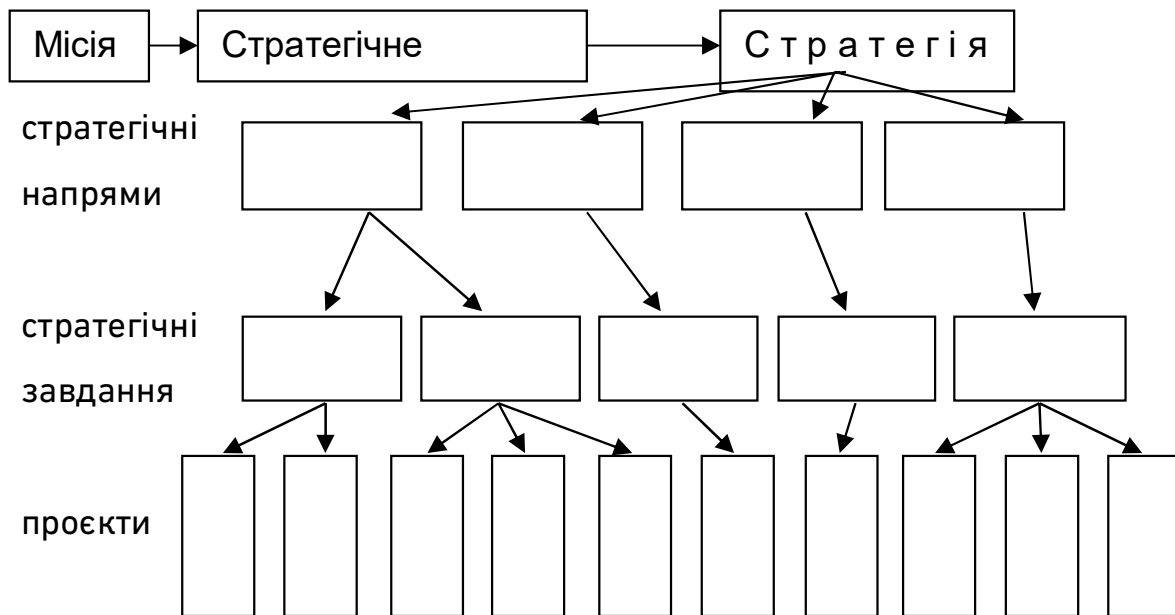 Місія
Стратегічне
С т р а т е г і я
стратегічні
напрями
стратегічні
завдання
проєкти